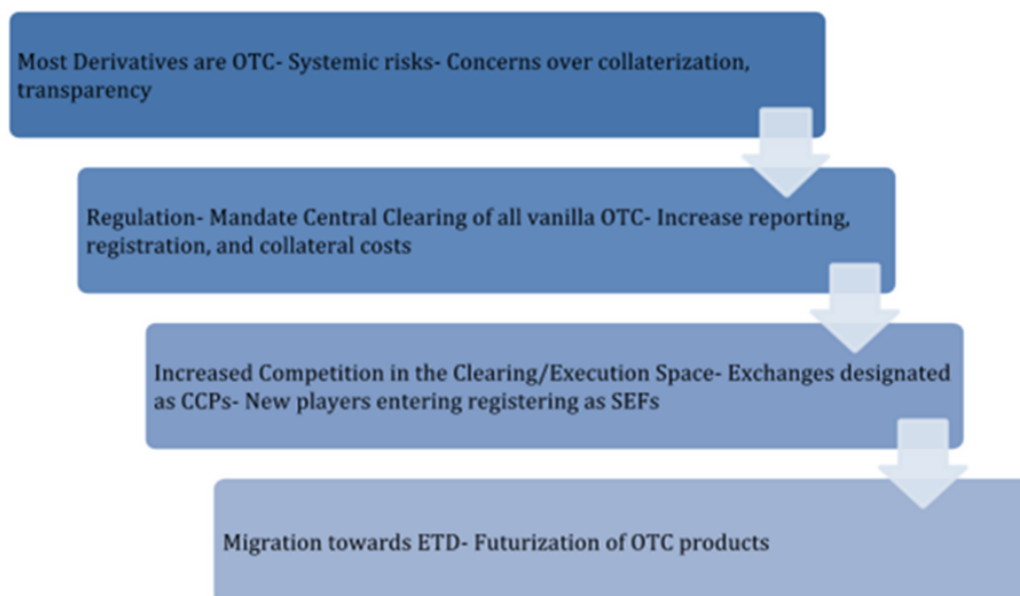 Most Derivatives are OTC- Systemic risks- Concerns over collaterization,
transparency
Regulation- Mandate Central Clearing of all vanilla OTC- Increase reporting,
registration, and collateral costs
Increased Competition in the Clearing/Execution Space- Exchanges designated
as CCPs- New players entering registering as SEFs
Migration towards ETD- Futurization of OTC products